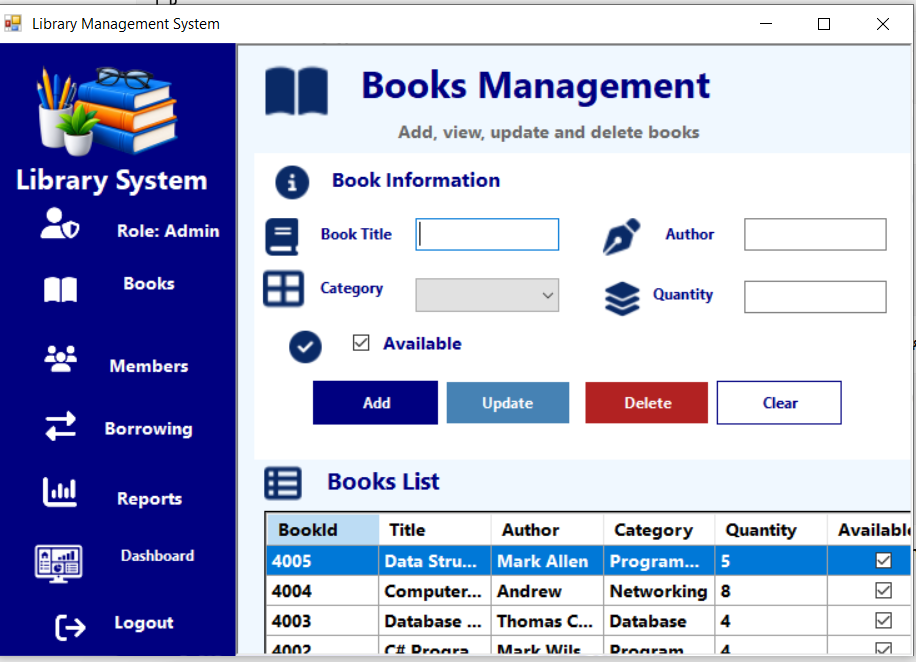 Library Management System
Library System
Role: Admin
Books
Members
Borrowing
Reports
Dashboard
Logout
Books Management
Add, view, update and delete books
Book Information
Book Title
Author
Category
Quantity
Available
Add Update Delete Clear
Books List
BookId Title Author Category Quantity Available
4005 Data Stru... Mark Allen Program... 5
4004 Computer... Andrew Networking 8
4003 Database ... Thomas C... Database 4
4002 C# Progra... Mark Wils... Program... 4